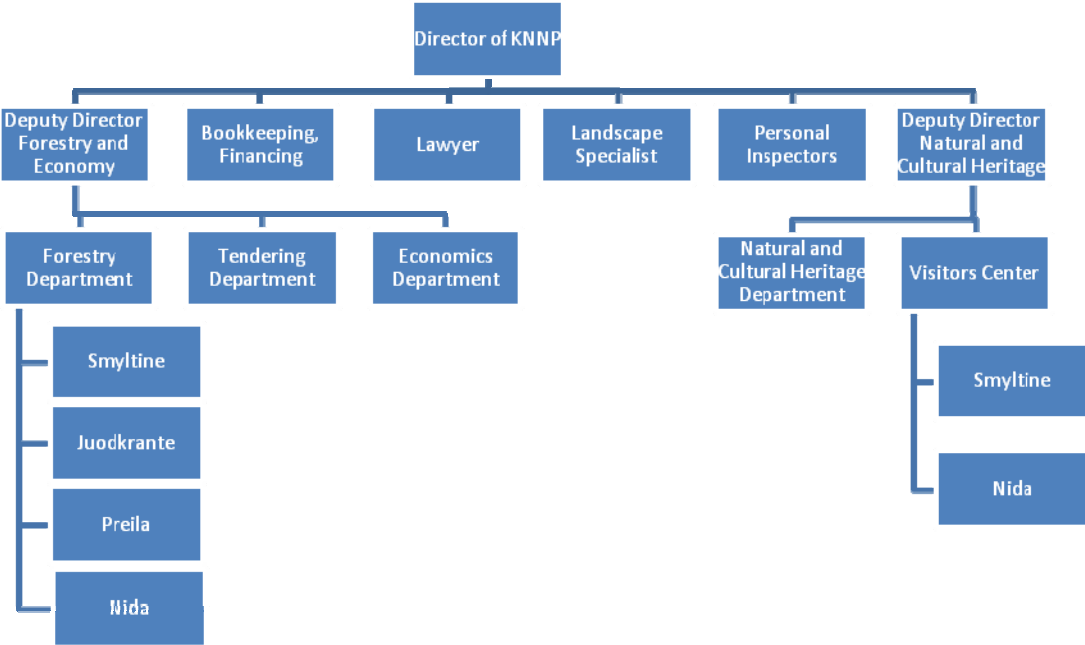 Director of KNNP
Deputy Director
Forestry and
Economy
Bookkeeping,
Financing
Lawyer
Landscape
Specialist
Personal
Inspectors
Deputy Director
Natural and
Cultural Heritage
Forestry
Department
Tendering
Department
Economics
Department
Natural and
Cultural Heritage
Department
Visitors Center
Smyltine
Juodkrante
Preila
Nida
Smyltine
Nida